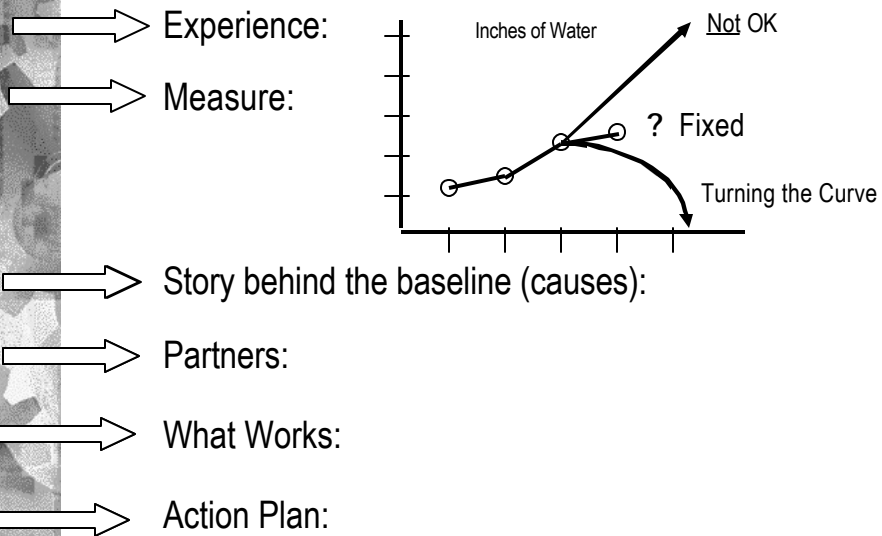 Experience:
Measure:
Inches of Water
Not OK
? Fixed
Turning the Curve
Story behind the baseline (causes):
Partners:
What Works:
Action Plan: